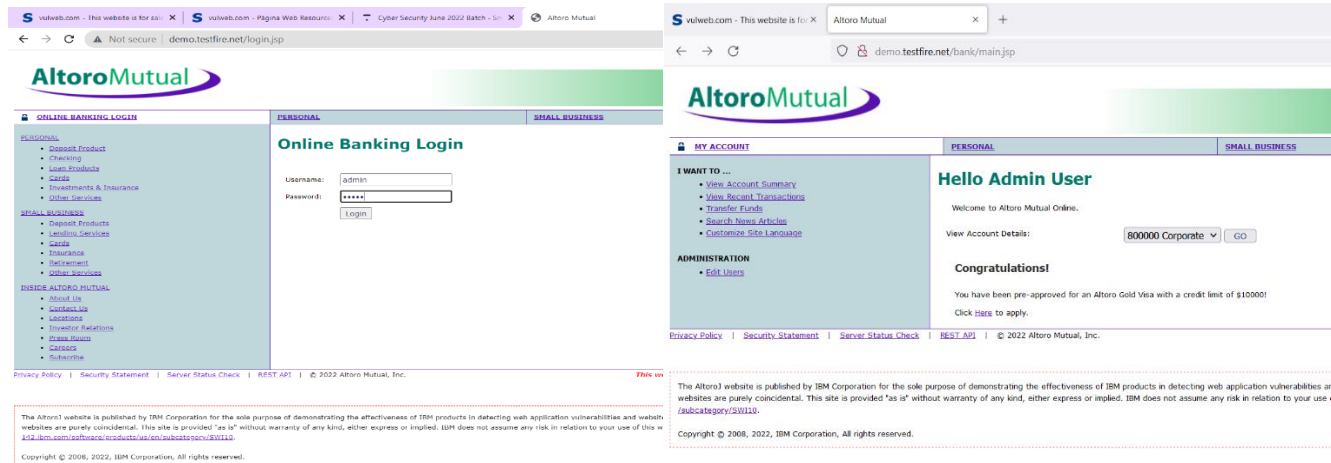 vulweb.com - This website is for sale
vulweb.com - Página Web Resource
Cyber Security June 2022 Batch - Sm
Altoro Mutual
Not secure | demo.testfire.net/login.jsp
AltoroMutual
ONLINE BANKING LOGIN
PERSONAL
SMALL BUSINESS
PERSONAL
Deposit Product
Checking
Loan Products
Cards
Investments & Insurance
Other Services
SMALL BUSINESS
Deposit Products
Lending Services
Cards
Insurance
Retirement
Other Services
INSIDE ALTORO MUTUAL
About Us
Contact Us
Locations
Investor Relations
Press Room
Careers
Subscribe
Online Banking Login
Username: admin
Password: •••••
Login
Privacy Policy | Security Statement | Server Status Check | REST API | © 2022 Altoro Mutual, Inc.
This we
The AltoroJ website is published by IBM Corporation for the sole purpose of demonstrating the effectiveness of IBM products in detecting web application vulnerabilities and websit
websites are purely coincidental. This site is provided "as is" without warranty of any kind, either express or implied. IBM does not assume any risk in relation to your use of this w
142.ibm.com/software/products/us/en/subcategory/SWI10.
Copyright © 2008, 2022, IBM Corporation, All rights reserved.
vulweb.com - This website is for
Altoro Mutual
demo.testfire.net/bank/main.jsp
AltoroMutual
MY ACCOUNT
PERSONAL
SMALL BUSINESS
I WANT TO ...
View Account Summary
View Recent Transactions
Transfer Funds
Search News Articles
Customize Site Language
ADMINISTRATION
Edit Users
Hello Admin User
Welcome to Altoro Mutual Online.
View Account Details: 800000 Corporate GO
Congratulations!
You have been pre-approved for an Altoro Gold Visa with a credit limit of $10000!
Click Here to apply.
Privacy Policy | Security Statement | Server Status Check | REST API | © 2022 Altoro Mutual, Inc.
The AltoroJ website is published by IBM Corporation for the sole purpose of demonstrating the effectiveness of IBM products in detecting web application vulnerabilities ar
websites are purely coincidental. This site is provided "as is" without warranty of any kind, either express or implied. IBM does not assume any risk in relation to your use
/subcategory/SWI10.
Copyright © 2008, 2022, IBM Corporation, All rights reserved.